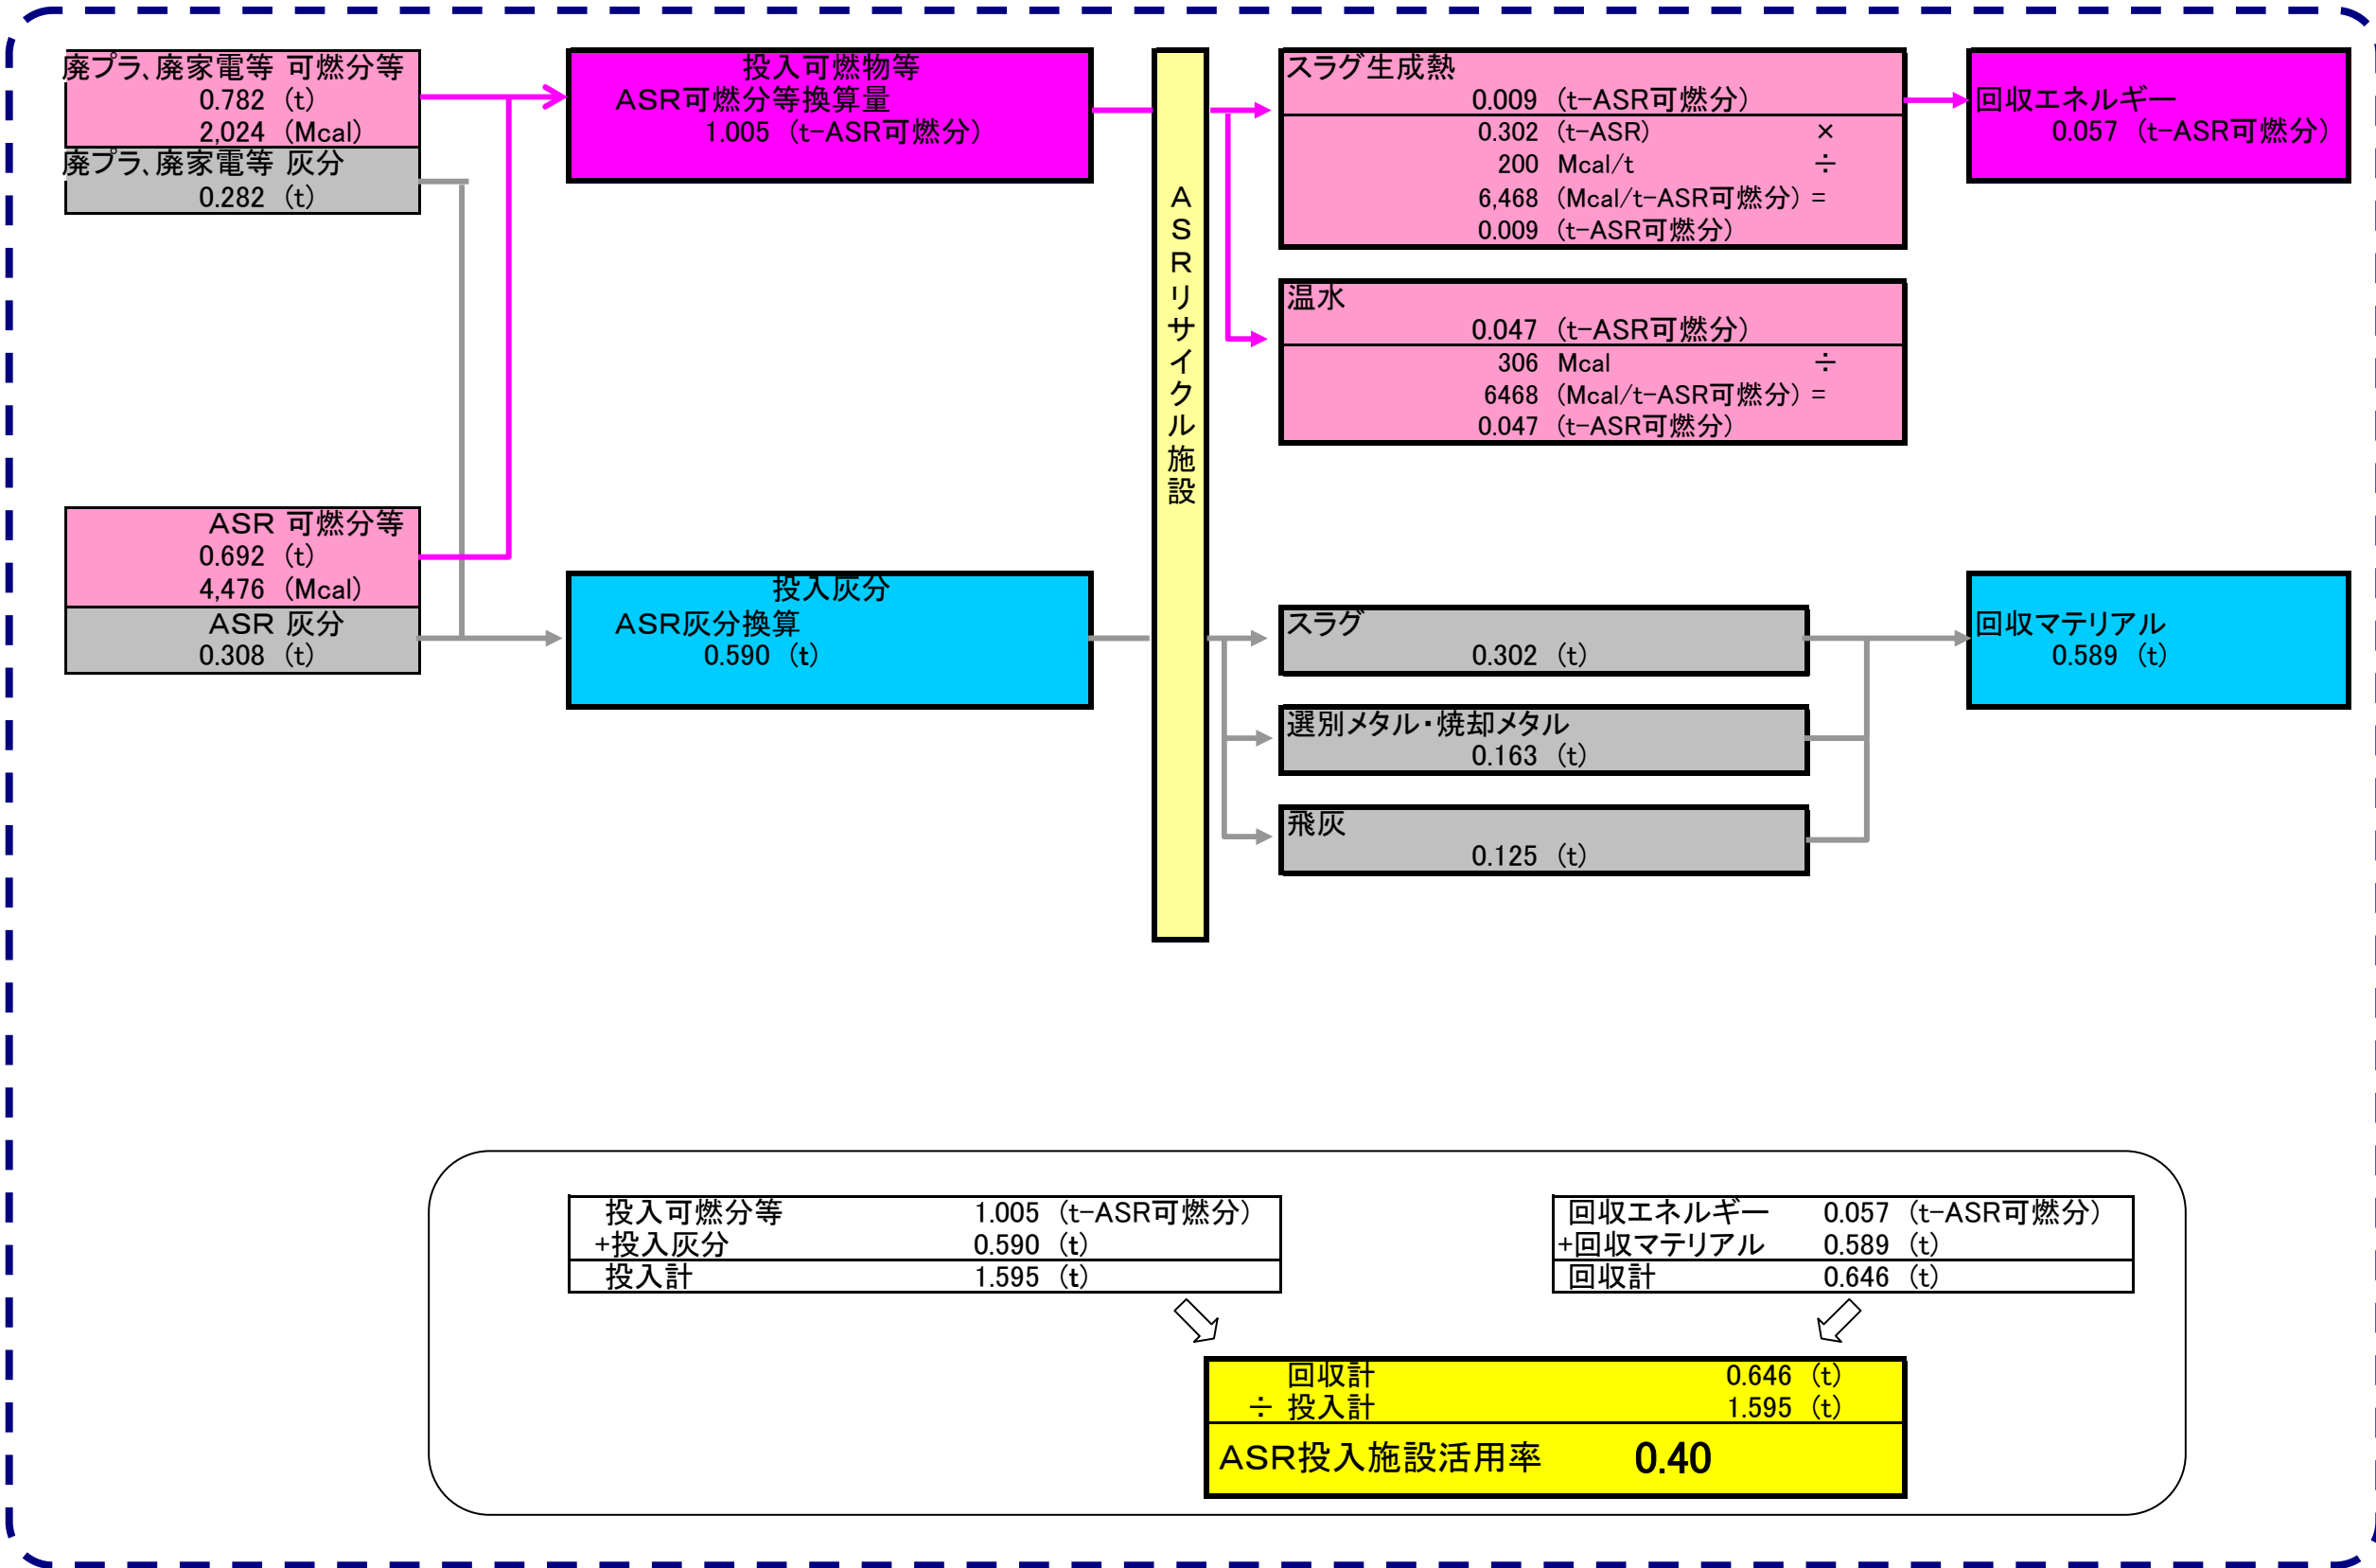 廃プラ、廃家電等 可燃分等
0.782 (t)
2,024 (Mcal)
廃プラ、廃家電等 灰分
0.282 (t)
ASR 可燃分等
0.692 (t)
4,476 (Mcal)
ASR 灰分
0.308 (t)
投入可燃物等
ASR可燃分等換算量
1.005 (t-ASR可燃分)
投入灰分
ASR灰分換算
0.590 (t)
ASRリサイクル施設
スラグ生成熱
0.009 (t-ASR可燃分)
0.302 (t-ASR) ×
200 Mcal/t ÷
6,468 (Mcal/t-ASR可燃分) =
0.009 (t-ASR可燃分)
温水
0.047 (t-ASR可燃分)
306 Mcal ÷
6468 (Mcal/t-ASR可燃分) =
0.047 (t-ASR可燃分)
スラグ
0.302 (t)
選別メタル・焼却メタル
0.163 (t)
飛灰
0.125 (t)
回収エネルギー
0.057 (t-ASR可燃分)
回収マテリアル
0.589 (t)
投入可燃分等 1.005 (t-ASR可燃分)
+投入灰分 0.590 (t)
投入計 1.595 (t)
回収エネルギー 0.057 (t-ASR可燃分)
+回収マテリアル 0.589 (t)
回収計 0.646 (t)
回収計 0.646 (t)
÷ 投入計 1.595 (t)
ASR投入施設活用率 0.40